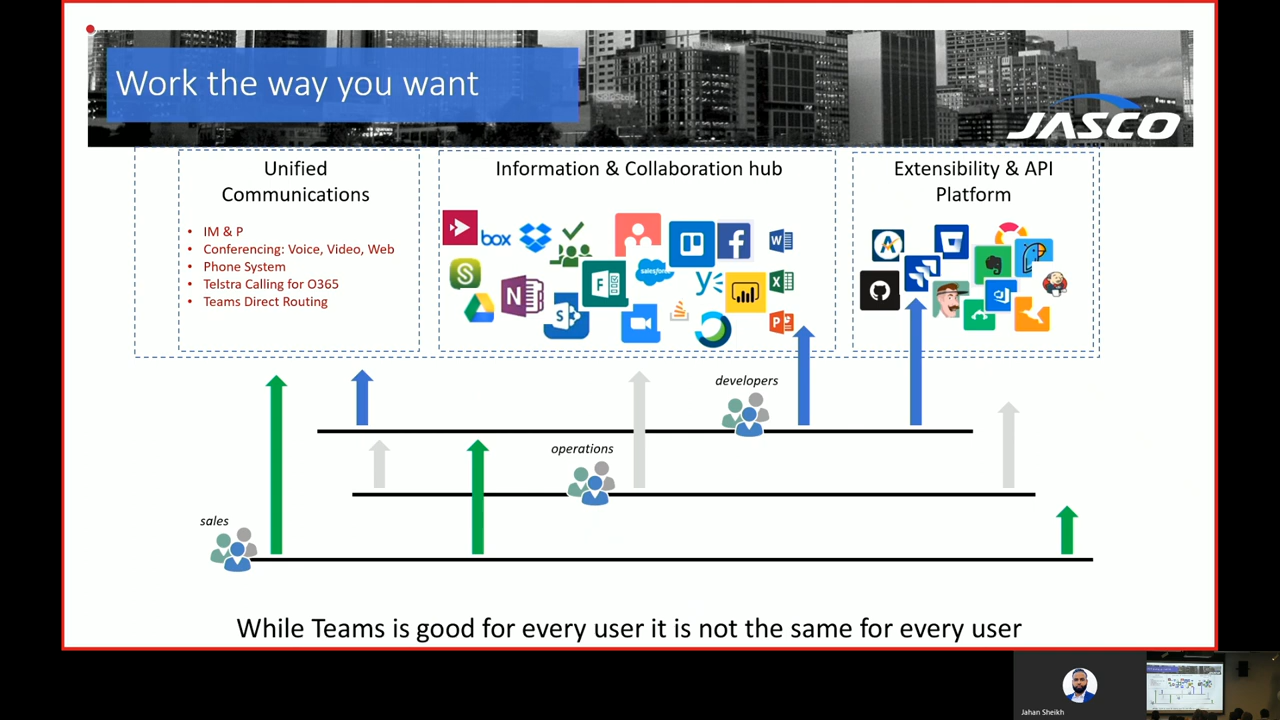 Work the way you want
JASCO
Unified
Communications
• IM & P
• Conferencing: Voice, Video, Web
• Phone System
• Telstra Calling for O365
• Teams Direct Routing
Information & Collaboration hub
box
salesforce
Extensibility & API
Platform
developers
operations
sales
While Teams is good for every user it is not the same for every user
Jahan Sheikh